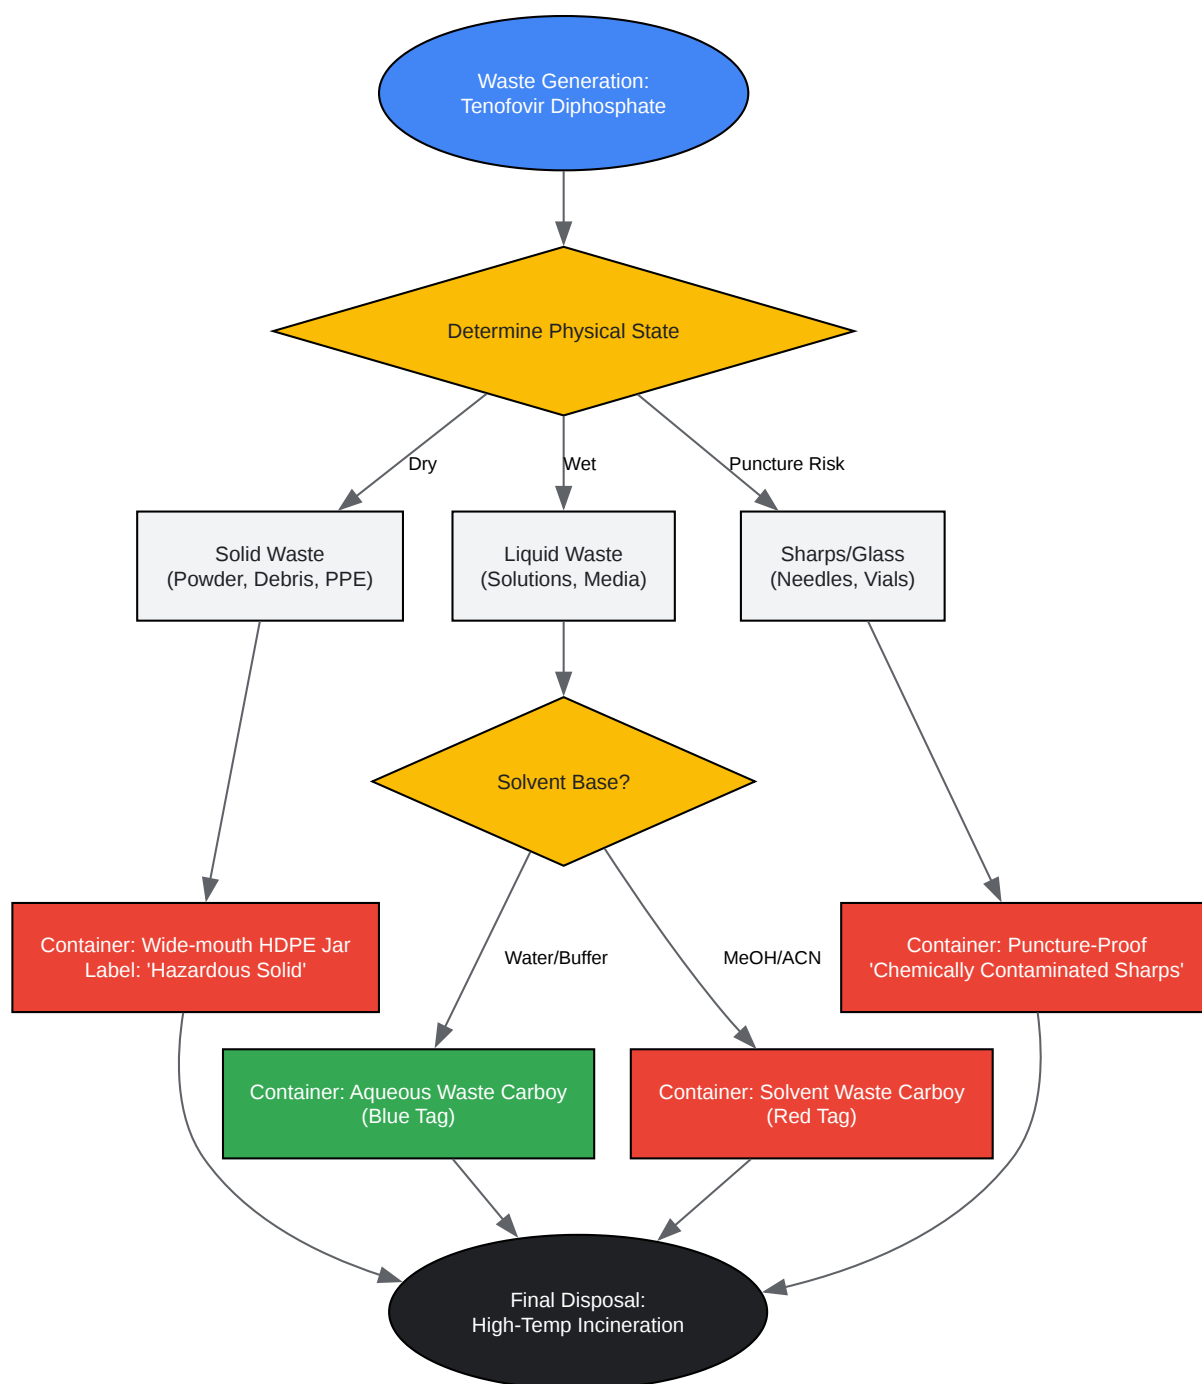 Waste Generation:
Tenofovir Diphosphate
Determine Physical State
Dry
Wet
Puncture Risk
Solid Waste
(Powder, Debris, PPE)
Liquid Waste
(Solutions, Media)
Sharps/Glass
(Needles, Vials)
Solvent Base?
Container: Wide-mouth HDPE Jar
Label: 'Hazardous Solid'
Water/Buffer
MeOH/ACN
Container: Puncture-Proof
'Chemically Contaminated Sharps'
Container: Aqueous Waste Carboy
(Blue Tag)
Container: Solvent Waste Carboy
(Red Tag)
Final Disposal:
High-Temp Incineration